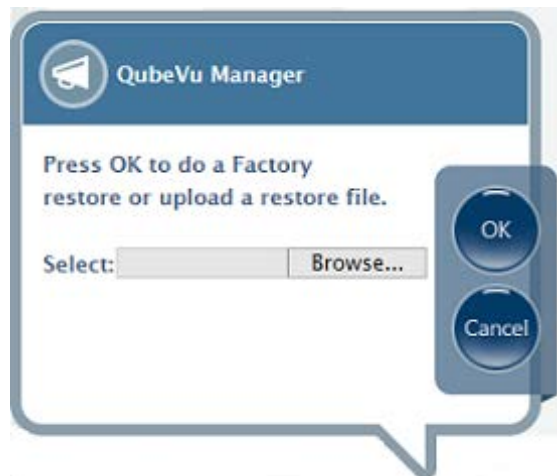 QubeVu Manager
Press OK to do a Factory
restore or upload a restore file.
Select:
Browse...
OK
Cancel